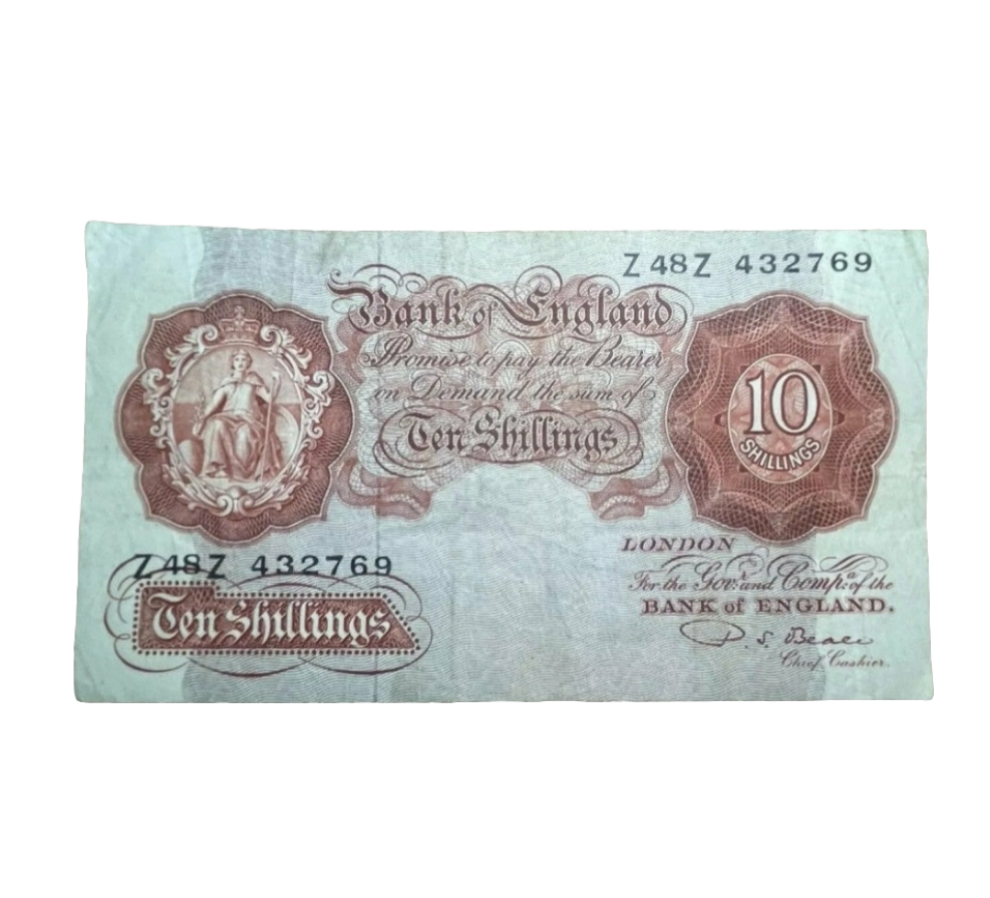 Z48Z 432769
Bank of England
Promise to pay the Bearer
on Demand the sum of
Ten Shillings
10
SHILLINGS
LONDON
For the Gov.r and Comp.a of the
BANK of ENGLAND.
P. S. Beale
Chief Cashier.
Z48Z 432769
Ten Shillings